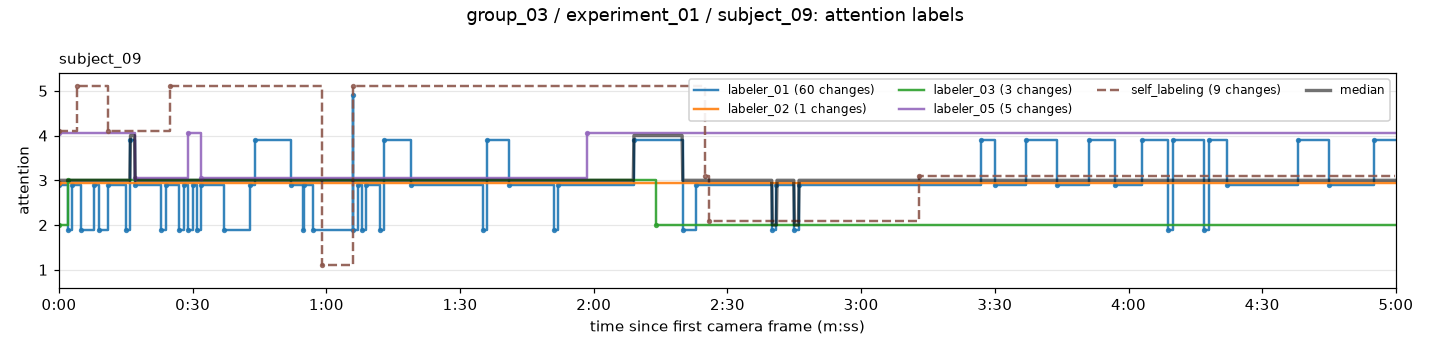 group_03 / experiment_01 / subject_09: attention labels
subject_09
labeler_01 (60 changes)
labeler_02 (1 changes)
labeler_03 (3 changes)
labeler_05 (5 changes)
self_labeling (9 changes)
median
attention
5
4
3
2
1
0:00 0:30 1:00 1:30 2:00 2:30 3:00 3:30 4:00 4:30 5:00
time since first camera frame (m:ss)